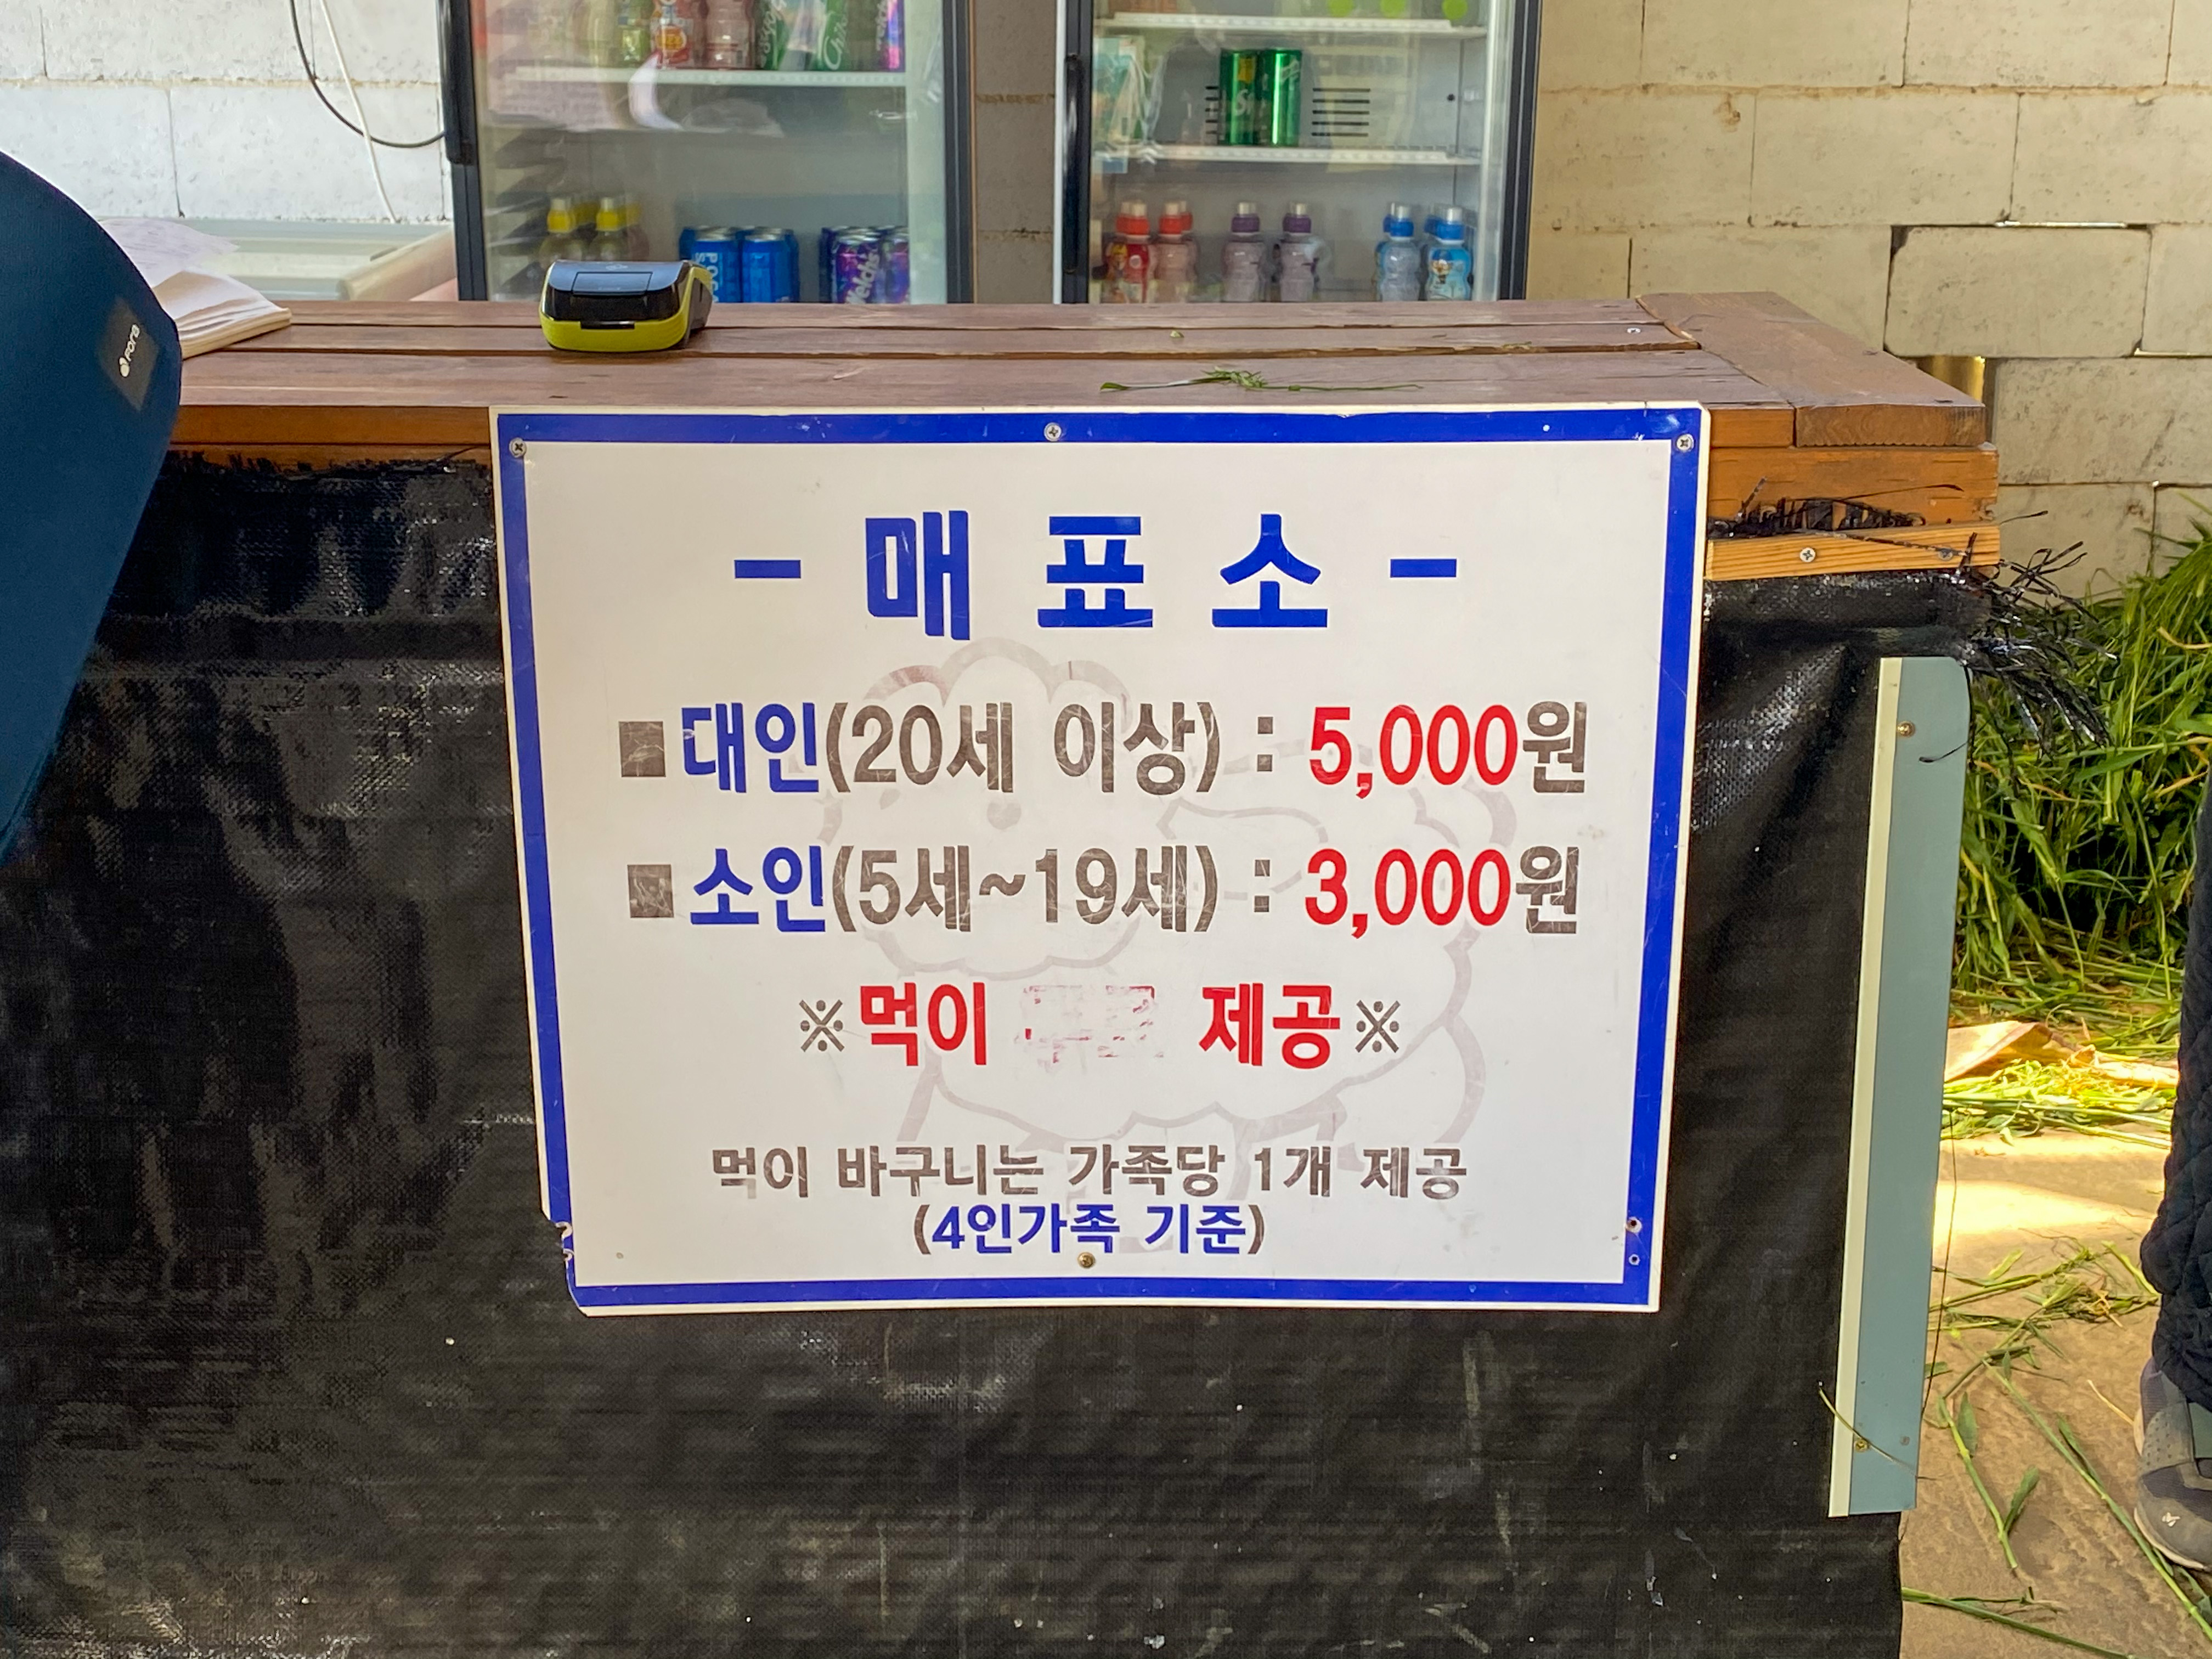 - 매표소 -
■ 대인(20세 이상) : 5,000원
■ 소인(5세~19세) : 3,000원
※먹이 제공※
먹이 바구니는 가족당 1개 제공
(4인가족 기준)
Welch's